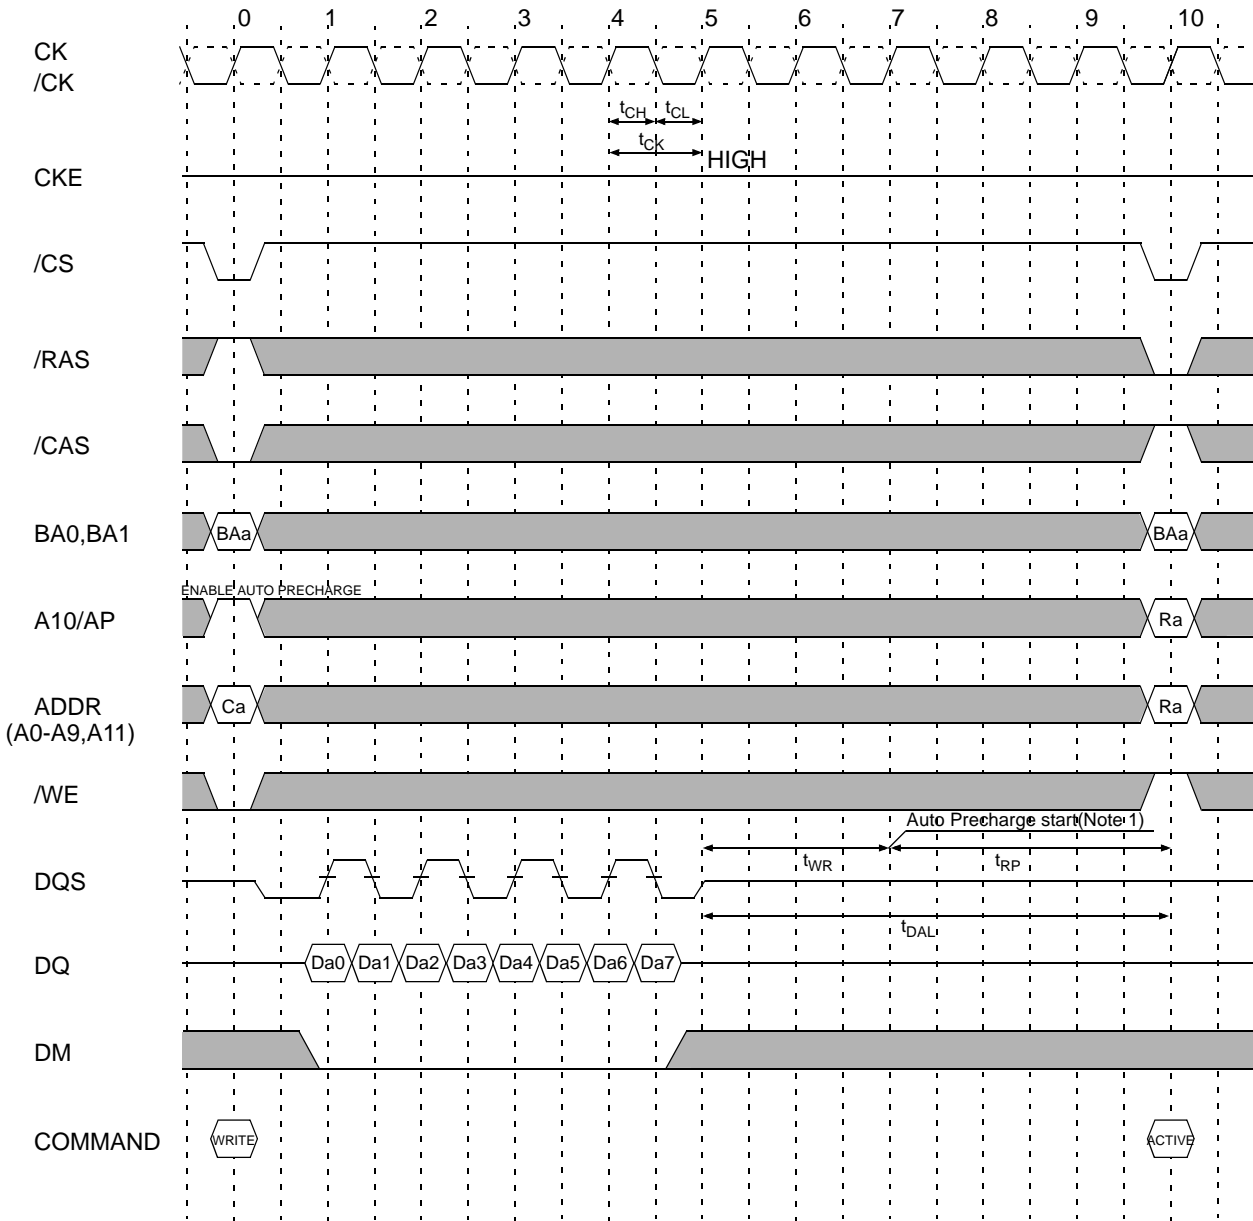 0 1 2 3 4 5 6 7 8 9 10
CK
/CK
tCH tCL
tCK
HIGH
CKE
/CS
/RAS
/CAS
BA0,BA1 BAa BAa
ENABLE AUTO PRECHARGE
A10/AP Ra
ADDR Ca Ra
(A0-A9,A11)
/WE
Auto Precharge start(Note 1)
tWR tRP
DQS
tDAL
DQ Da0 Da1 Da2 Da3 Da4 Da5 Da6 Da7
DM
COMMAND WRITE ACTIVE